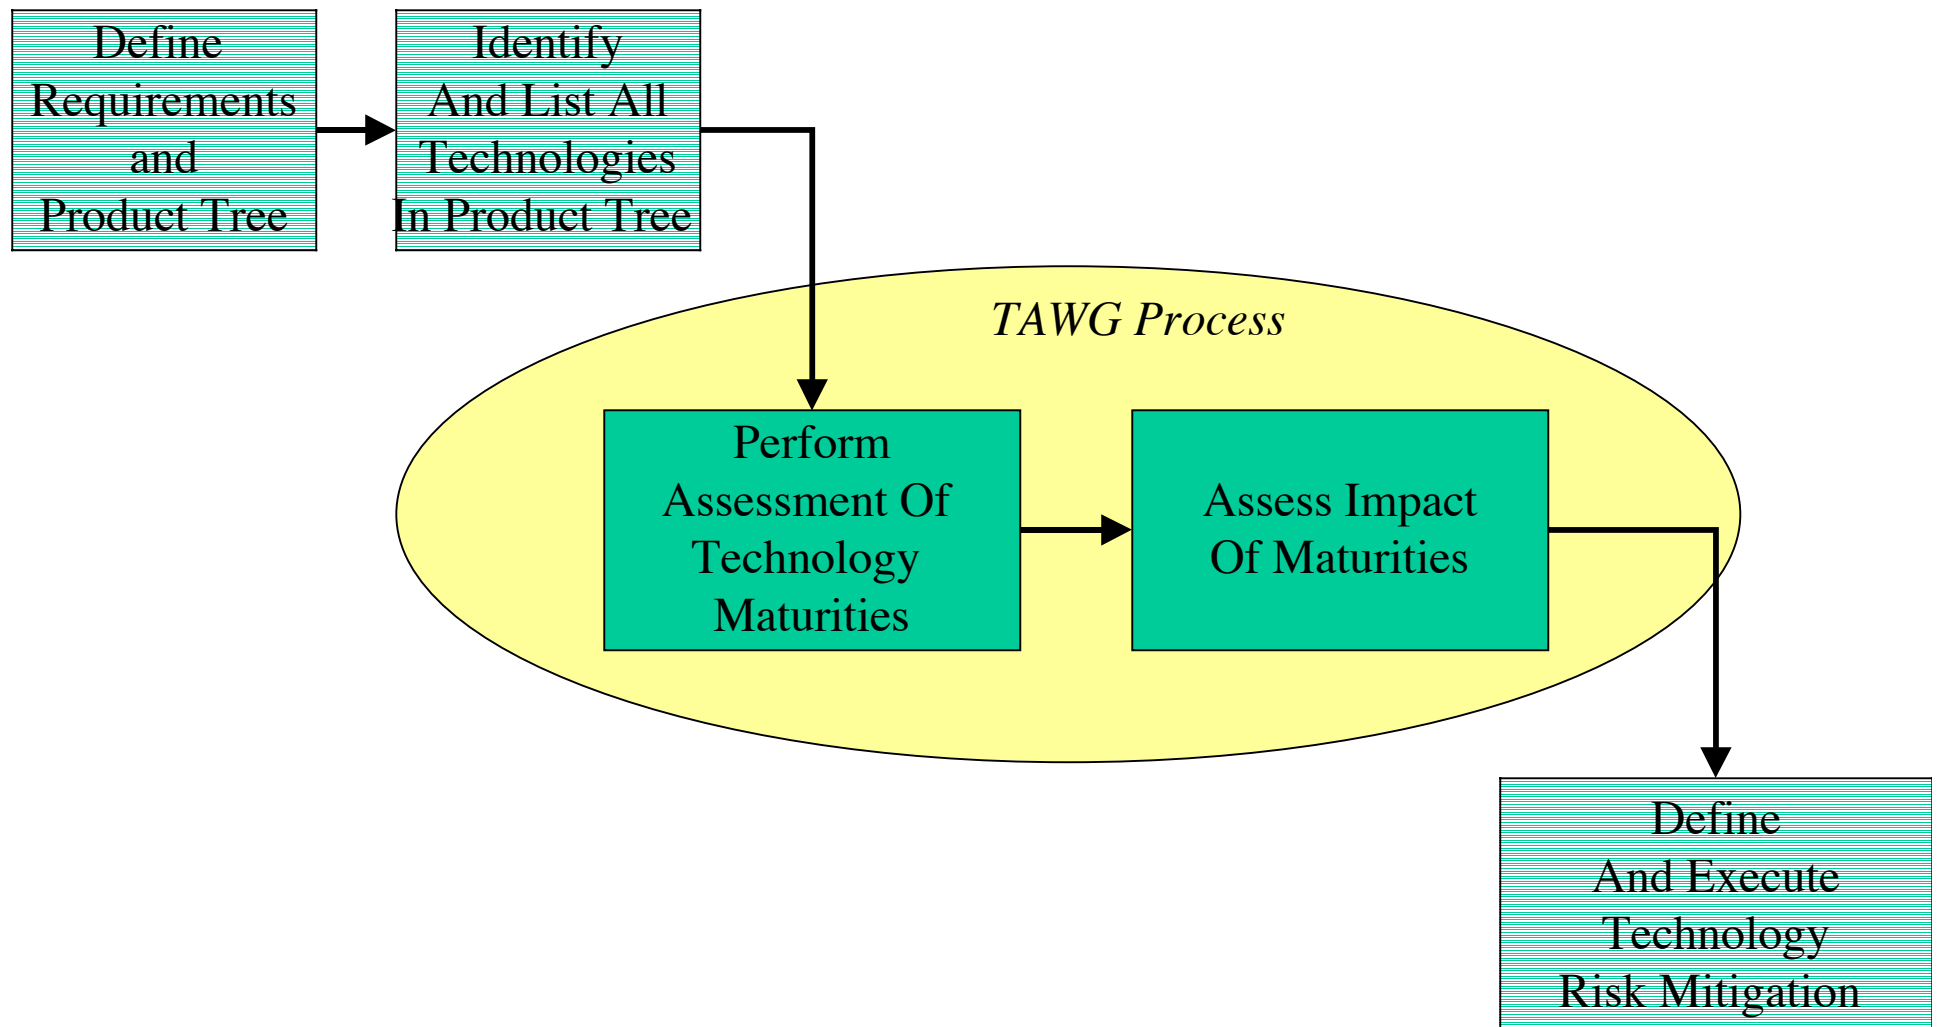 Define
Requirements
and
Product Tree
Identify
And List All
Technologies
In Product Tree
TAWG Process
Perform
Assessment Of
Technology
Maturities
Assess Impact
Of Maturities
Define
And Execute
Technology
Risk Mitigation